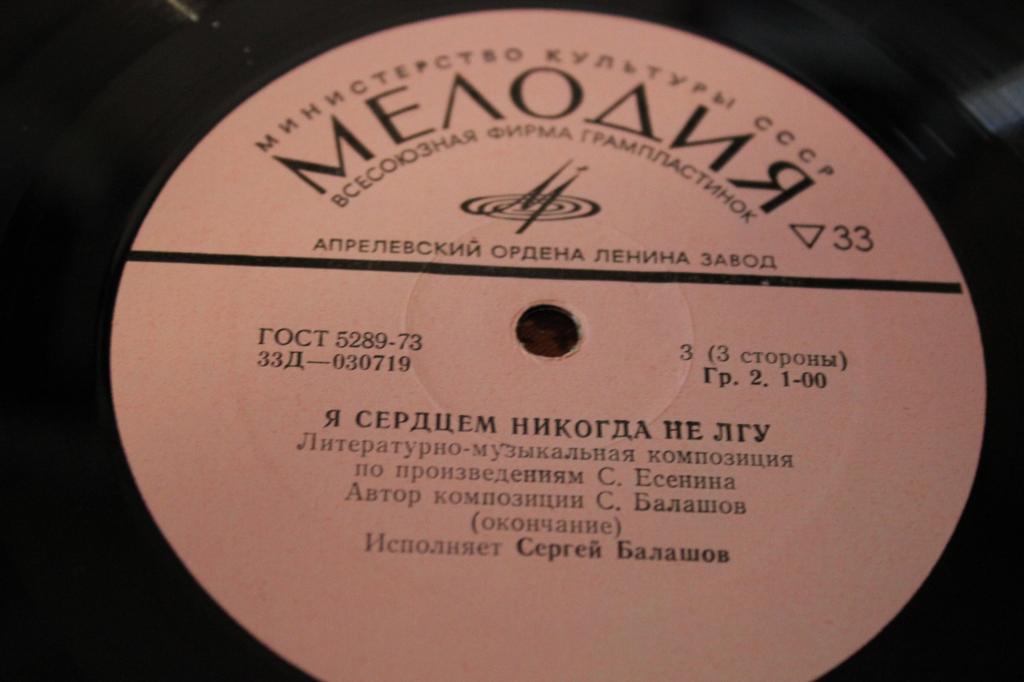 МИНИСТЕРСТВО КУЛЬТУРЫ СССР
МЕЛОДИЯ
ВСЕСОЮЗНАЯ ФИРМА ГРАМПЛАСТИНОК
▽33
АПРЕЛЕВСКИЙ ОРДЕНА ЛЕНИНА ЗАВОД
ГОСТ 5289-73
33Д—030719
3 (3 стороны)
Гр. 2. 1-00
Я СЕРДЦЕМ НИКОГДА НЕ ЛГУ
Литературно-музыкальная композиция
по произведениям С. Есенина
Автор композиции С. Балашов
(окончание)
Исполняет Сергей Балашов